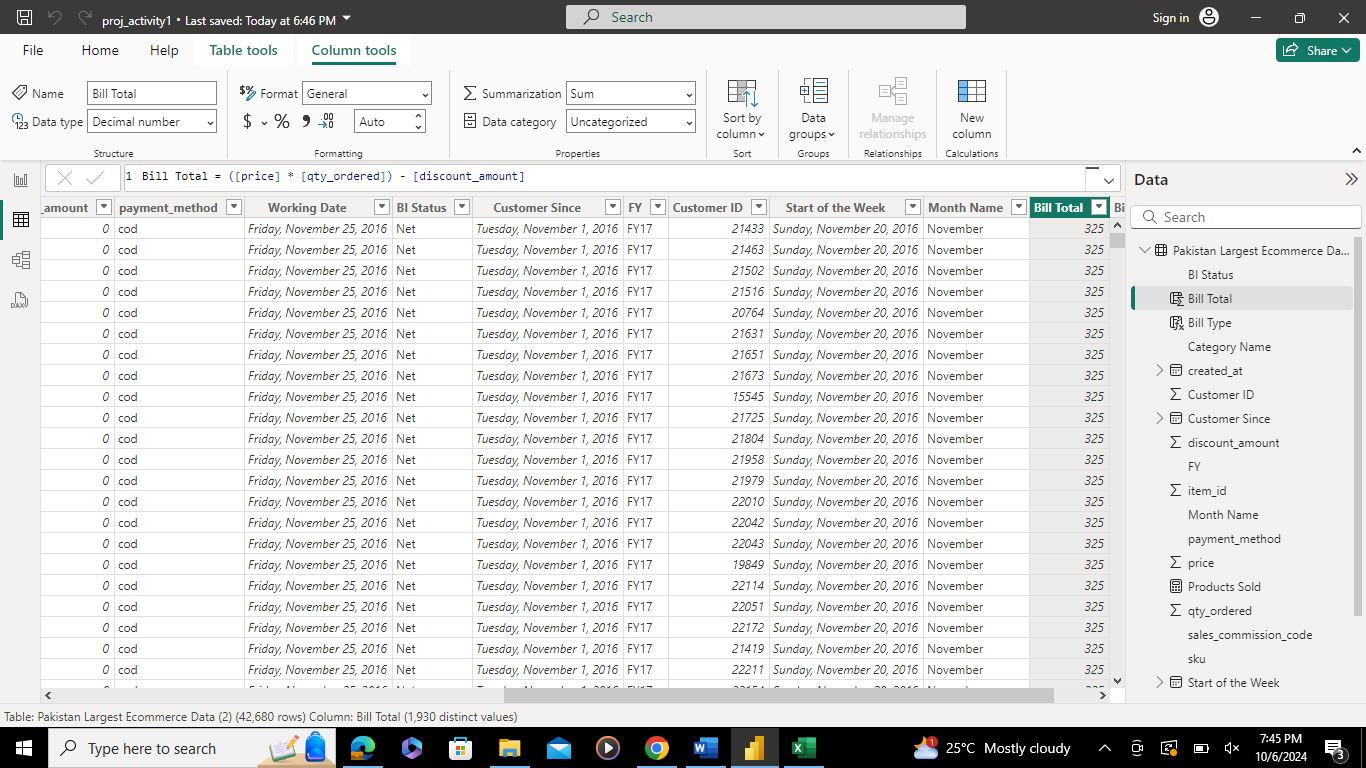 proj_activity1 • Last saved: Today at 6:46 PM
Search
Sign in
File Home Help Table tools Column tools
Share
Name Bill Total
Data type Decimal number
Structure
$% Format General
$ % Auto
Formatting
Summarization Sum
Data category Uncategorized
Properties
Sort by column
Sort
Data groups
Groups
Manage relationships
Relationships
New column
Calculations
1 Bill Total = ([price] * [qty_ordered]) - [discount_amount]
_amount payment_method Working Date BI Status Customer Since FY Customer ID Start of the Week Month Name Bill Total Bi
0 cod Friday, November 25, 2016 Net Tuesday, November 1, 2016 FY17 21433 Sunday, November 20, 2016 November 325
0 cod Friday, November 25, 2016 Net Tuesday, November 1, 2016 FY17 21463 Sunday, November 20, 2016 November 325
0 cod Friday, November 25, 2016 Net Tuesday, November 1, 2016 FY17 21502 Sunday, November 20, 2016 November 325
0 cod Friday, November 25, 2016 Net Tuesday, November 1, 2016 FY17 21516 Sunday, November 20, 2016 November 325
0 cod Friday, November 25, 2016 Net Tuesday, November 1, 2016 FY17 20764 Sunday, November 20, 2016 November 325
0 cod Friday, November 25, 2016 Net Tuesday, November 1, 2016 FY17 21631 Sunday, November 20, 2016 November 325
0 cod Friday, November 25, 2016 Net Tuesday, November 1, 2016 FY17 21651 Sunday, November 20, 2016 November 325
0 cod Friday, November 25, 2016 Net Tuesday, November 1, 2016 FY17 21673 Sunday, November 20, 2016 November 325
0 cod Friday, November 25, 2016 Net Tuesday, November 1, 2016 FY17 15545 Sunday, November 20, 2016 November 325
0 cod Friday, November 25, 2016 Net Tuesday, November 1, 2016 FY17 21725 Sunday, November 20, 2016 November 325
0 cod Friday, November 25, 2016 Net Tuesday, November 1, 2016 FY17 21804 Sunday, November 20, 2016 November 325
0 cod Friday, November 25, 2016 Net Tuesday, November 1, 2016 FY17 21958 Sunday, November 20, 2016 November 325
0 cod Friday, November 25, 2016 Net Tuesday, November 1, 2016 FY17 21979 Sunday, November 20, 2016 November 325
0 cod Friday, November 25, 2016 Net Tuesday, November 1, 2016 FY17 22010 Sunday, November 20, 2016 November 325
0 cod Friday, November 25, 2016 Net Tuesday, November 1, 2016 FY17 22042 Sunday, November 20, 2016 November 325
0 cod Friday, November 25, 2016 Net Tuesday, November 1, 2016 FY17 22043 Sunday, November 20, 2016 November 325
0 cod Friday, November 25, 2016 Net Tuesday, November 1, 2016 FY17 19849 Sunday, November 20, 2016 November 325
0 cod Friday, November 25, 2016 Net Tuesday, November 1, 2016 FY17 22114 Sunday, November 20, 2016 November 325
0 cod Friday, November 25, 2016 Net Tuesday, November 1, 2016 FY17 22051 Sunday, November 20, 2016 November 325
0 cod Friday, November 25, 2016 Net Tuesday, November 1, 2016 FY17 22172 Sunday, November 20, 2016 November 325
0 cod Friday, November 25, 2016 Net Tuesday, November 1, 2016 FY17 21419 Sunday, November 20, 2016 November 325
0 cod Friday, November 25, 2016 Net Tuesday, November 1, 2016 FY17 22211 Sunday, November 20, 2016 November 325
Data
Search
Pakistan Largest Ecommerce Da...
BI Status
Bill Total
Bill Type
Category Name
created_at
Customer ID
Customer Since
discount_amount
FY
item_id
Month Name
payment_method
price
Products Sold
qty_ordered
sales_commission_code
sku
Start of the Week
Table: Pakistan Largest Ecommerce Data (2) (42,680 rows) Column: Bill Total (1,930 distinct values)
Type here to search
25°C Mostly cloudy
7:45 PM
10/6/2024
3